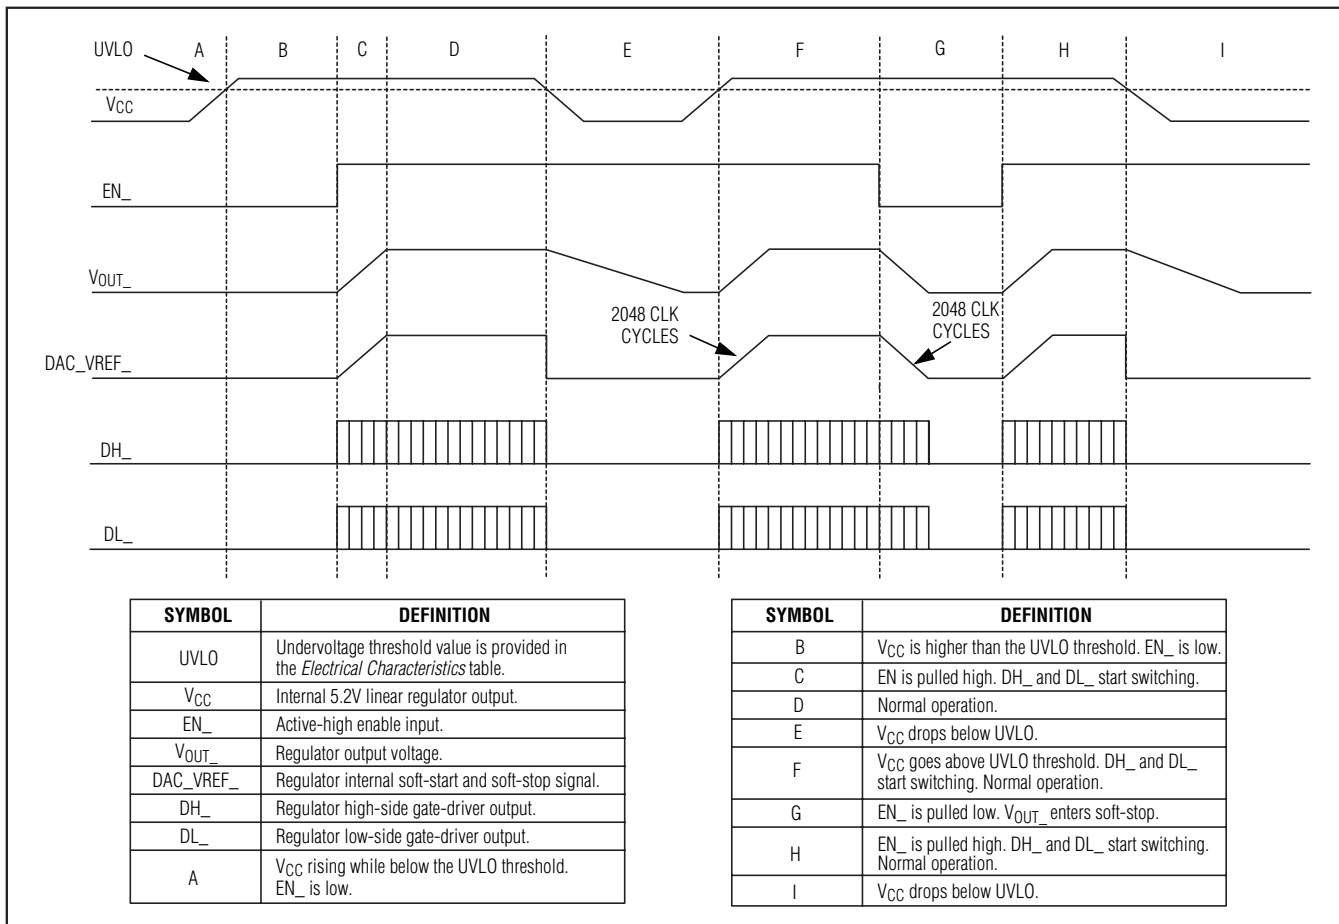 UVLO A B C D E F G H I
VCC
EN_
VOUT_
2048 CLK
CYCLES
2048 CLK
CYCLES
DAC_VREF_
DH_
DL_
SYMBOL DEFINITION
UVLO Undervoltage threshold value is provided in
the Electrical Characteristics table.
VCC Internal 5.2V linear regulator output.
EN_ Active-high enable input.
VOUT_ Regulator output voltage.
DAC_VREF_ Regulator internal soft-start and soft-stop signal.
DH_ Regulator high-side gate-driver output.
DL_ Regulator low-side gate-driver output.
A VCC rising while below the UVLO threshold.
EN_ is low.
SYMBOL DEFINITION
B VCC is higher than the UVLO threshold. EN_ is low.
C EN is pulled high. DH_ and DL_ start switching.
D Normal operation.
E VCC drops below UVLO.
F VCC goes above UVLO threshold. DH_ and DL_
start switching. Normal operation.
G EN_ is pulled low. VOUT_ enters soft-stop.
H EN_ is pulled high. DH_ and DL_ start switching.
Normal operation.
I VCC drops below UVLO.